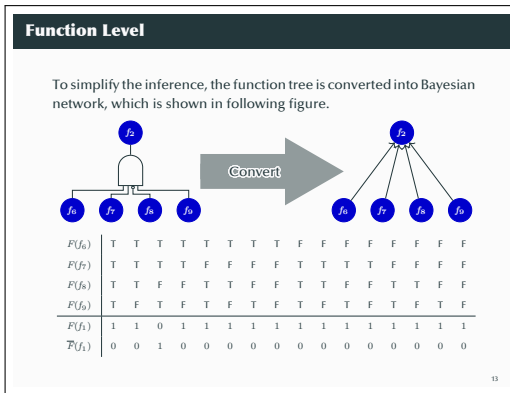 Function Level
To simplify the inference, the function tree is converted into Bayesian
network, which is shown in following figure.
f₂ f₂
Convert
f₆ f₇ f₈ f₉ f₆ f₇ f₈ f₉
F(f₆) T T T T T T T T F F F F F F F F
F(f₇) T T T T F F F F T T T T F F F F
F(f₈) T T F F T T F F T T F F T T F F
F(f₉) T F T F T F T F T F T F T F T F
F(f₁) 1 1 0 1 1 1 1 1 1 1 1 1 1 1 1 1
F̅(f₁) 0 0 1 0 0 0 0 0 0 0 0 0 0 0 0 0
13